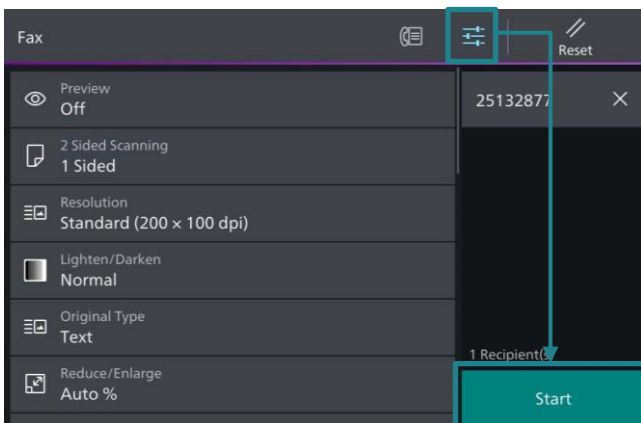 Fax
Reset
Preview
Off
2 Sided Scanning
1 Sided
Resolution
Standard (200 × 100 dpi)
Lighten/Darken
Normal
Original Type
Text
Reduce/Enlarge
Auto %
25132877
1 Recipient(s)
Start